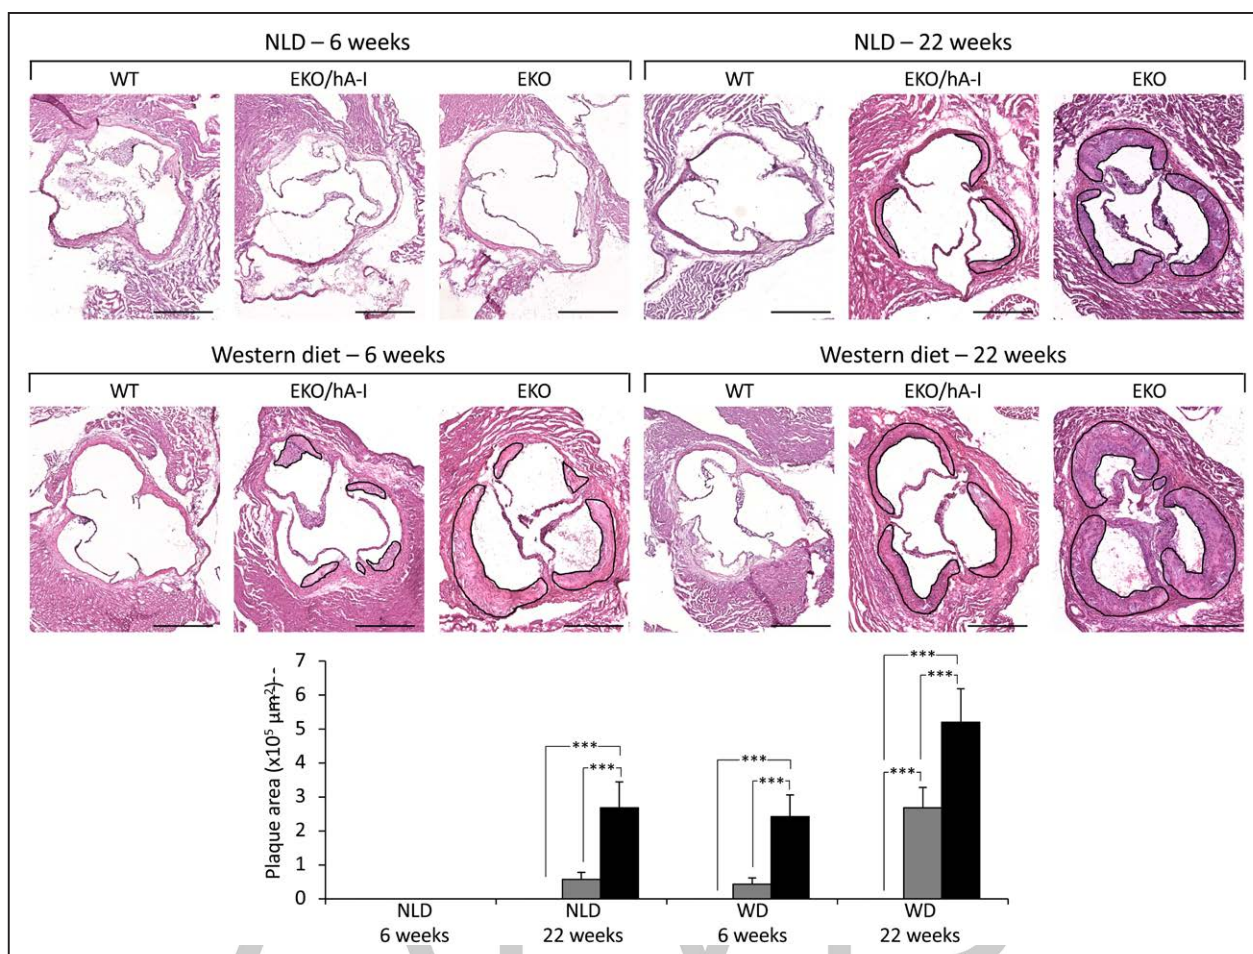 NLD – 6 weeks
NLD – 22 weeks
WT
EKO/hA-I
EKO
WT
EKO/hA-I
EKO
Western diet – 6 weeks
Western diet – 22 weeks
WT
EKO/hA-I
EKO
WT
EKO/hA-I
EKO
Plaque area (x10⁵ μm²)--
7
6
5
4
3
2
1
0
***
***
***
***
***
***
***
NLD
6 weeks
NLD
22 weeks
WD
6 weeks
WD
22 weeks